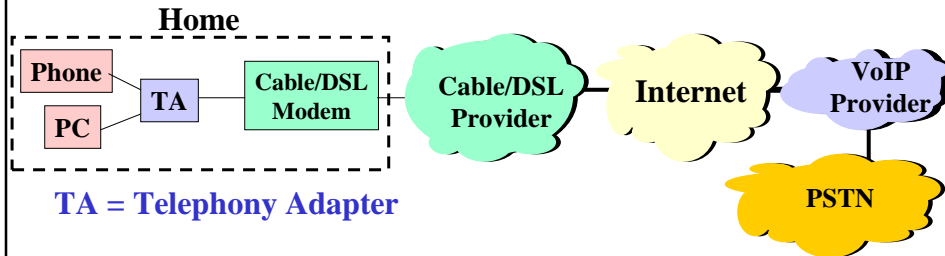 Home
Phone
PC
TA
Cable/DSL
Modem
Cable/DSL
Provider
Internet
VoIP
Provider
PSTN
TA = Telephony Adapter